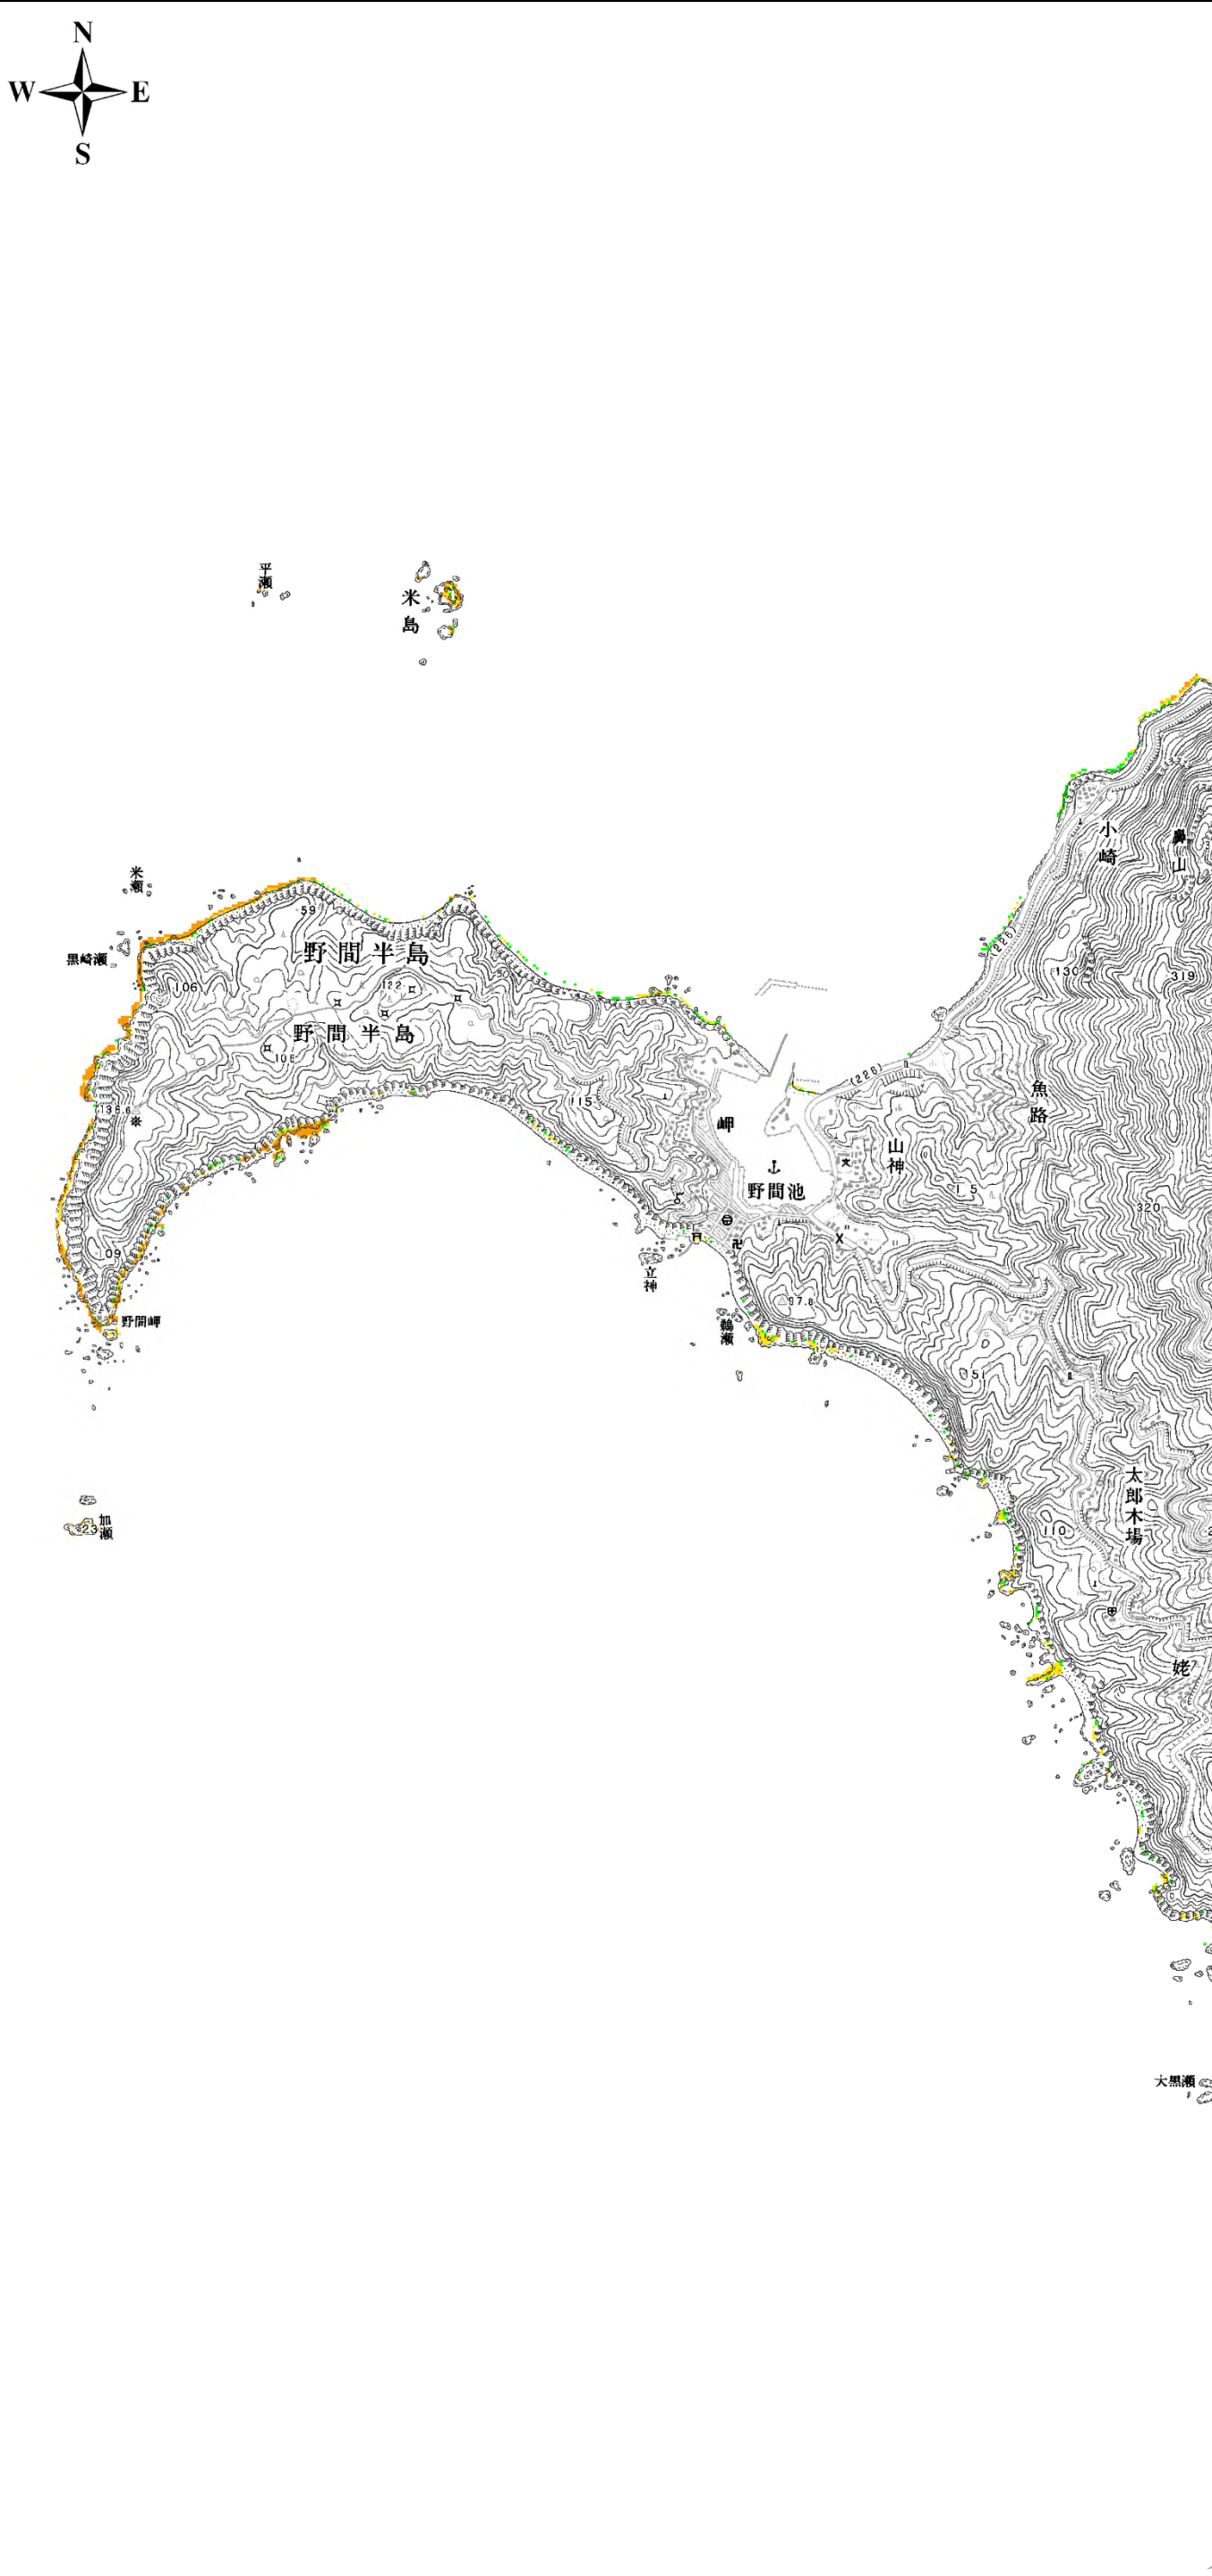 N
W E
S
平瀬
米島
小崎
鼻山
米瀬
59
野間半島
黒崎瀬
130
319
106
122
野間半島
106
(226)
(226)
魚路
138.6
115
岬
山神
野間池
320
09
立神
97.8
野間岬
鵜瀬
151
太郎木場
加瀬
23
110
姥
大黒瀬